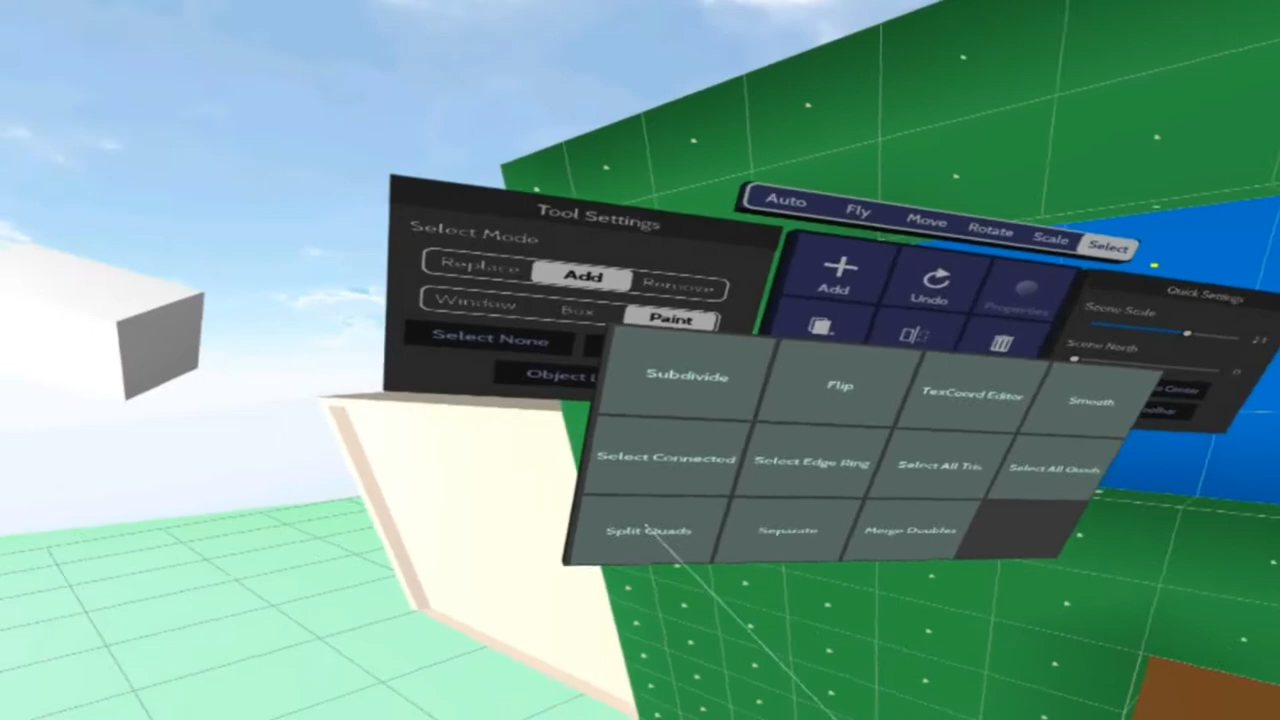 Tool Settings
Select Mode
Replace Add Remove
Window Box Paint
Select None
Object
Auto Fly Move Rotate Scale Select
Add Undo Properties
Quick Settings
Scene Scale
Scene North
Subdivide Flip TexCoord Editor Smooth
Select Connected Select Edge Ring Select All Tris Select All Quads
Split Quads Separate Merge Doubles